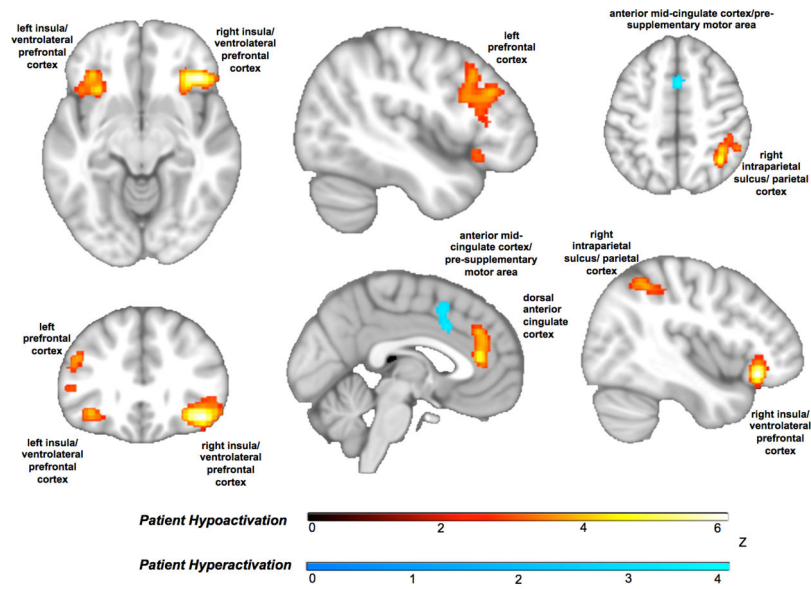 left insula/
ventrolateral
prefrontal
cortex
right insula/
ventrolateral
prefrontal
cortex
left
prefrontal
cortex
anterior mid-cingulate cortex/pre-
supplementary motor area
right
intraparietal
sulcus/ parietal
cortex
left
prefrontal
cortex
left insula/
ventrolateral
prefrontal
cortex
right insula/
ventrolateral
prefrontal
cortex
anterior mid-
cingulate cortex/
pre-supplementary
motor area
dorsal
anterior
cingulate
cortex
right
intraparietal
sulcus/ parietal
cortex
right insula/
ventrolateral
prefrontal
cortex
Patient Hypoactivation
0 2 4 6
Z
Patient Hyperactivation
0 1 2 3 4